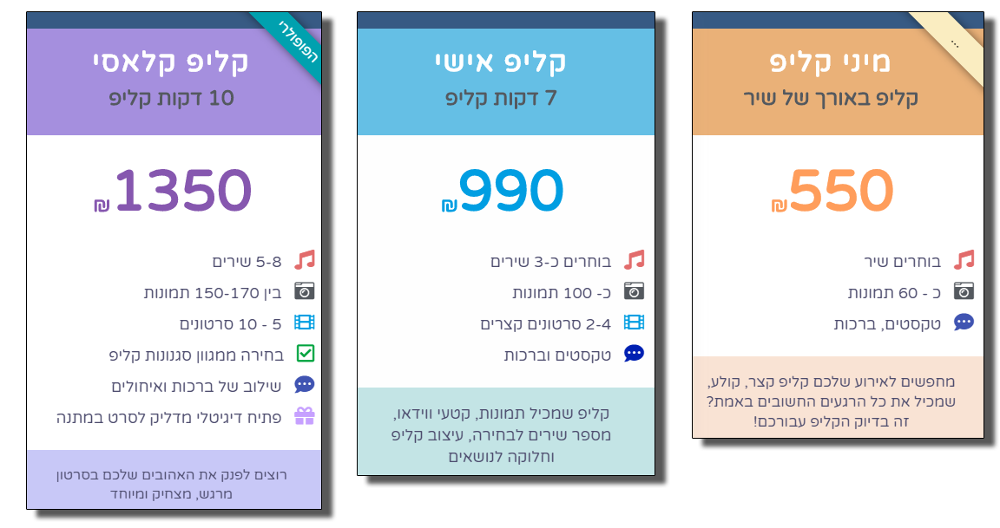 ...
מיני קליפ
קליפ באורך של שיר
550
₪
בוחרים שיר
כ - 60 תמונות
טקסטים, ברכות
מחפשים לאירוע שלכם קליפ קצר, קולע,
שמכיל את כל הרגעים החשובים באמת?
זה בדיוק הקליפ עבורכם!
קליפ אישי
7 דקות קליפ
990
₪
בוחרים כ-3 שירים
כ- 100 תמונות
2-4 סרטונים קצרים
טקסטים וברכות
קליפ שמכיל תמונות, קטעי ווידאו,
מספר שירים לבחירה, עיצוב קליפ
וחלוקה לנושאים
הפופולרי
קליפ קלאסי
10 דקות קליפ
1350
₪
5-8 שירים
בין 150-170 תמונות
5 - 10 סרטונים
בחירה ממגוון סגנונות קליפ
שילוב של ברכות ואיחולים
פתיח דיגיטלי מדליק לסרט במתנה
רוצים לפנק את האהובים שלכם בסרטון
מרגש, מצחיק ומיוחד